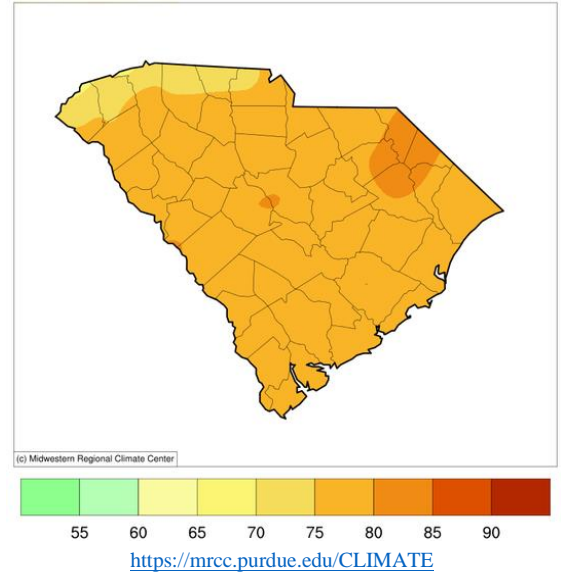 (c) Midwestern Regional Climate Center
55 60 65 70 75 80 85 90
https://mrcc.purdue.edu/CLIMATE